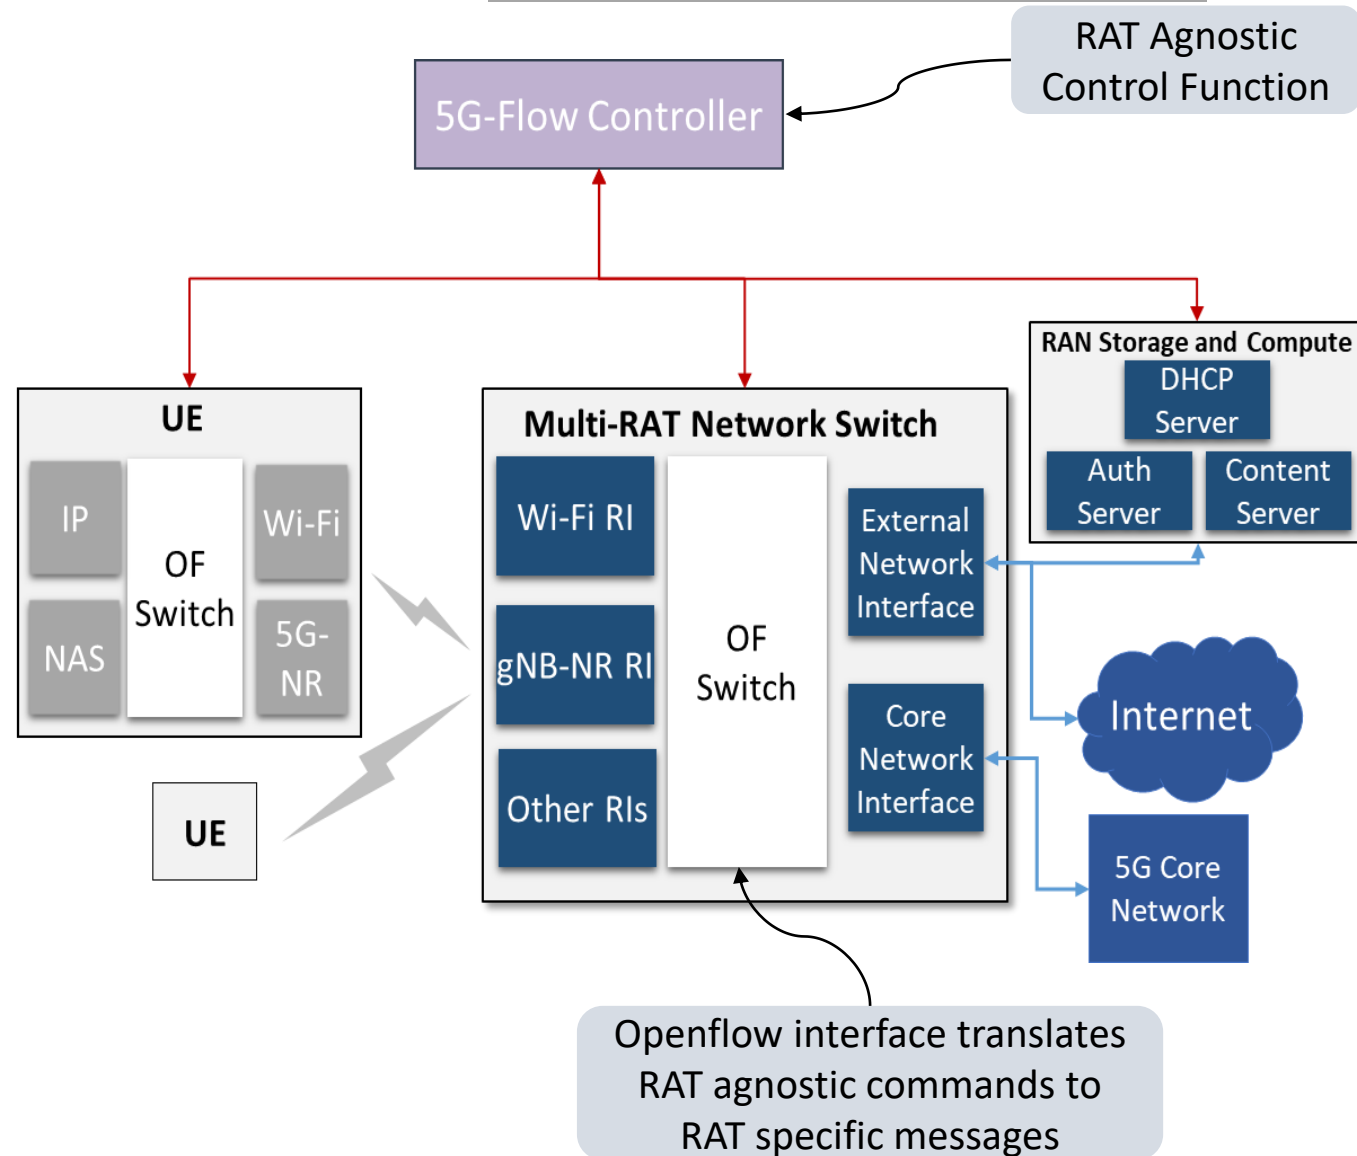 RAT Agnostic
Control Function
5G-Flow Controller
RAN Storage and Compute
DHCP
Server
Auth
Server
Content
Server
UE
IP
NAS
OF
Switch
Wi-Fi
5G-
NR
UE
Multi-RAT Network Switch
Wi-Fi RI
gNB-NR RI
Other RIs
OF
Switch
External
Network
Interface
Core
Network
Interface
Internet
5G Core
Network
Openflow interface translates
RAT agnostic commands to
RAT specific messages